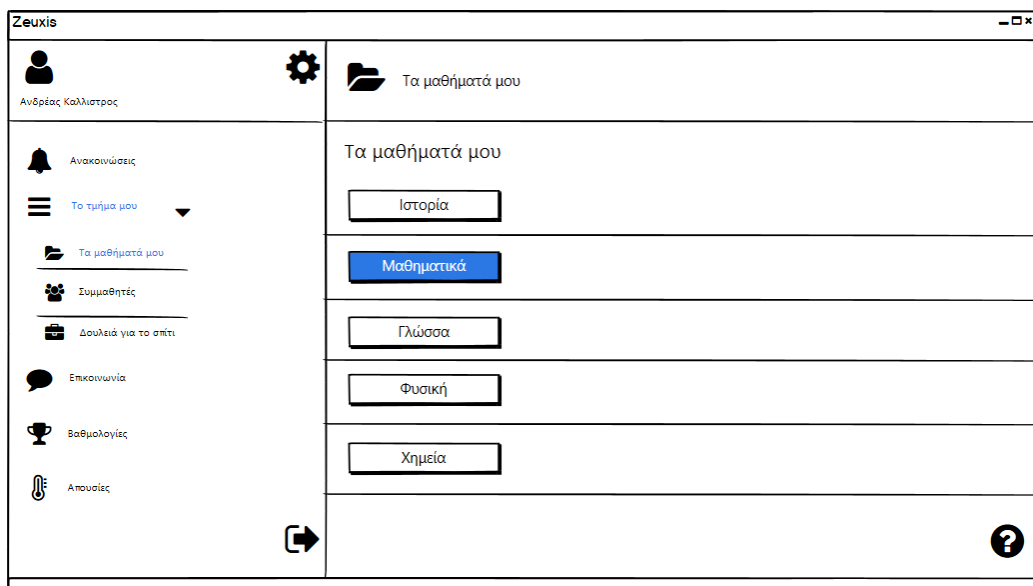 Zeuxis
Ανδρέας Καλλιστρος
Τα μαθήματά μου
Ανακοινώσεις
Το τμήμα μου
Τα μαθήματά μου
Συμμαθητές
Δουλειά για το σπίτι
Επικοινωνία
Βαθμολογίες
Απουσίες
Τα μαθήματά μου
Ιστορία
Μαθηματικά
Γλώσσα
Φυσική
Χημεία
?